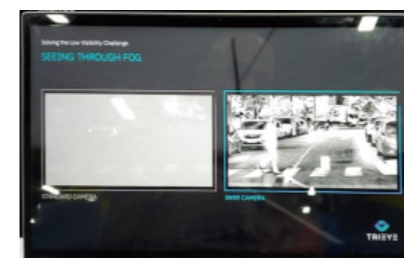 Solving the Low Visibility Challenge
SEEING THROUGH FOG
STANDARD CAMERA
SWIR CAMERA
TRIEYE